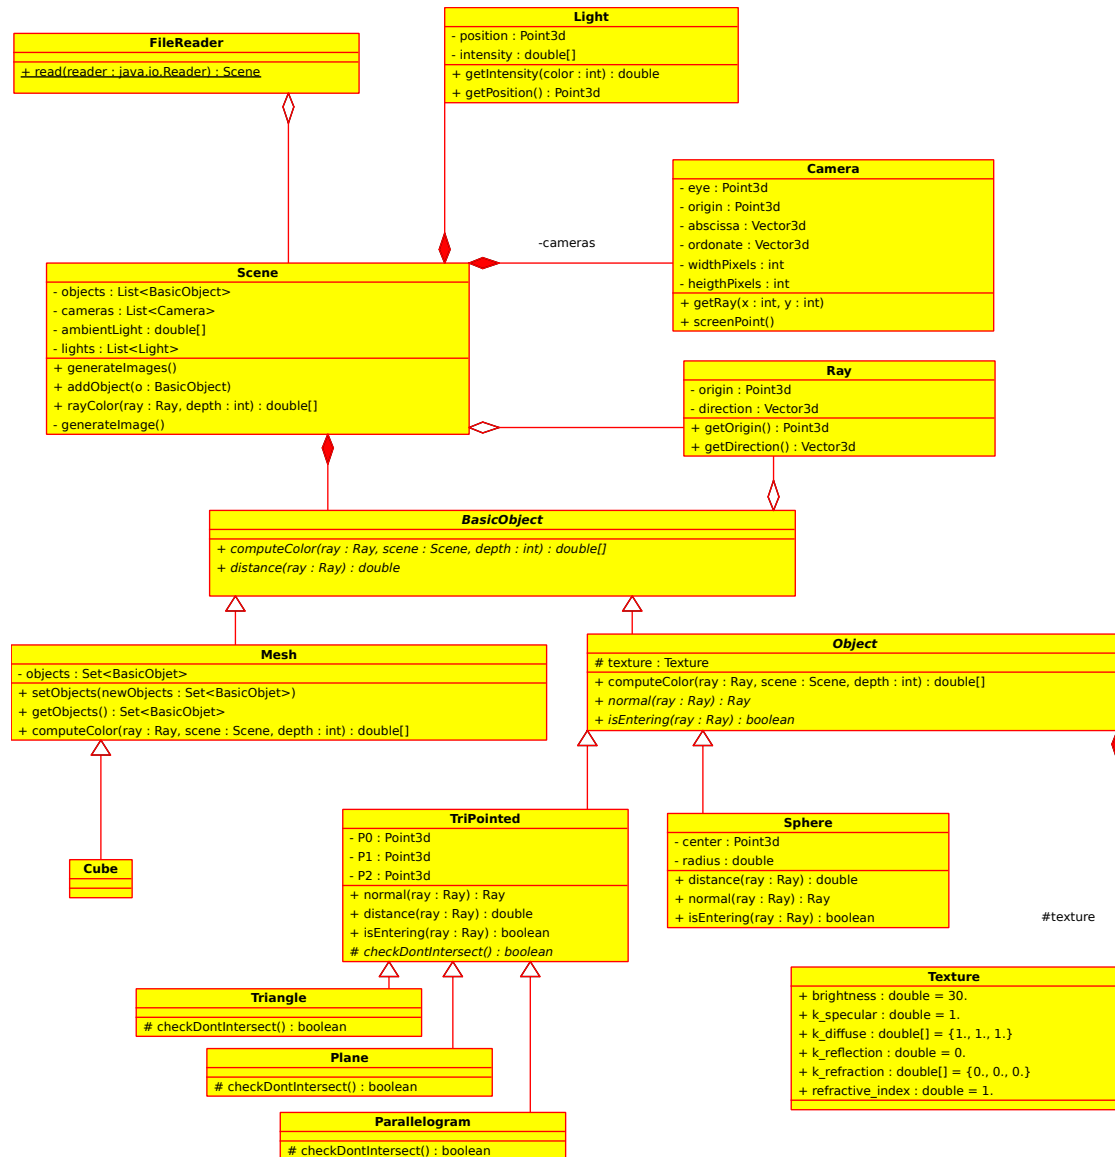 FileReader
+ read(reader : java.io.Reader) : Scene
Light
- position : Point3d
- intensity : double[]
+ getIntensity(color : int) : double
+ getPosition() : Point3d
Camera
- eye : Point3d
- origin : Point3d
- abscissa : Vector3d
- ordonate : Vector3d
- widthPixels : int
- heigthPixels : int
+ getRay(x : int, y : int)
+ screenPoint()
-cameras
Scene
- objects : List<BasicObject>
- cameras : List<Camera>
- ambientLight : double[]
- lights : List<Light>
+ generateImages()
+ addObject(o : BasicObject)
+ rayColor(ray : Ray, depth : int) : double[]
- generateImage()
Ray
- origin : Point3d
- direction : Vector3d
+ getOrigin() : Point3d
+ getDirection() : Vector3d
BasicObject
+ computeColor(ray : Ray, scene : Scene, depth : int) : double[]
+ distance(ray : Ray) : double
Mesh
- objects : Set<BasicObjet>
+ setObjects(newObjects : Set<BasicObjet>)
+ getObjects() : Set<BasicObjet>
+ computeColor(ray : Ray, scene : Scene, depth : int) : double[]
Object
# texture : Texture
+ computeColor(ray : Ray, scene : Scene, depth : int) : double[]
+ normal(ray : Ray) : Ray
+ isEntering(ray : Ray) : boolean
Cube
TriPointed
- P0 : Point3d
- P1 : Point3d
- P2 : Point3d
+ normal(ray : Ray) : Ray
+ distance(ray : Ray) : double
+ isEntering(ray : Ray) : boolean
# checkDontIntersect() : boolean
Sphere
- center : Point3d
- radius : double
+ distance(ray : Ray) : double
+ normal(ray : Ray) : Ray
+ isEntering(ray : Ray) : boolean
#texture
Triangle
# checkDontIntersect() : boolean
Plane
# checkDontIntersect() : boolean
Parallelogram
# checkDontIntersect() : boolean
Texture
+ brightness : double = 30.
+ k_specular : double = 1.
+ k_diffuse : double[] = {1., 1., 1.}
+ k_reflection : double = 0.
+ k_refraction : double[] = {0., 0., 0.}
+ refractive_index : double = 1.